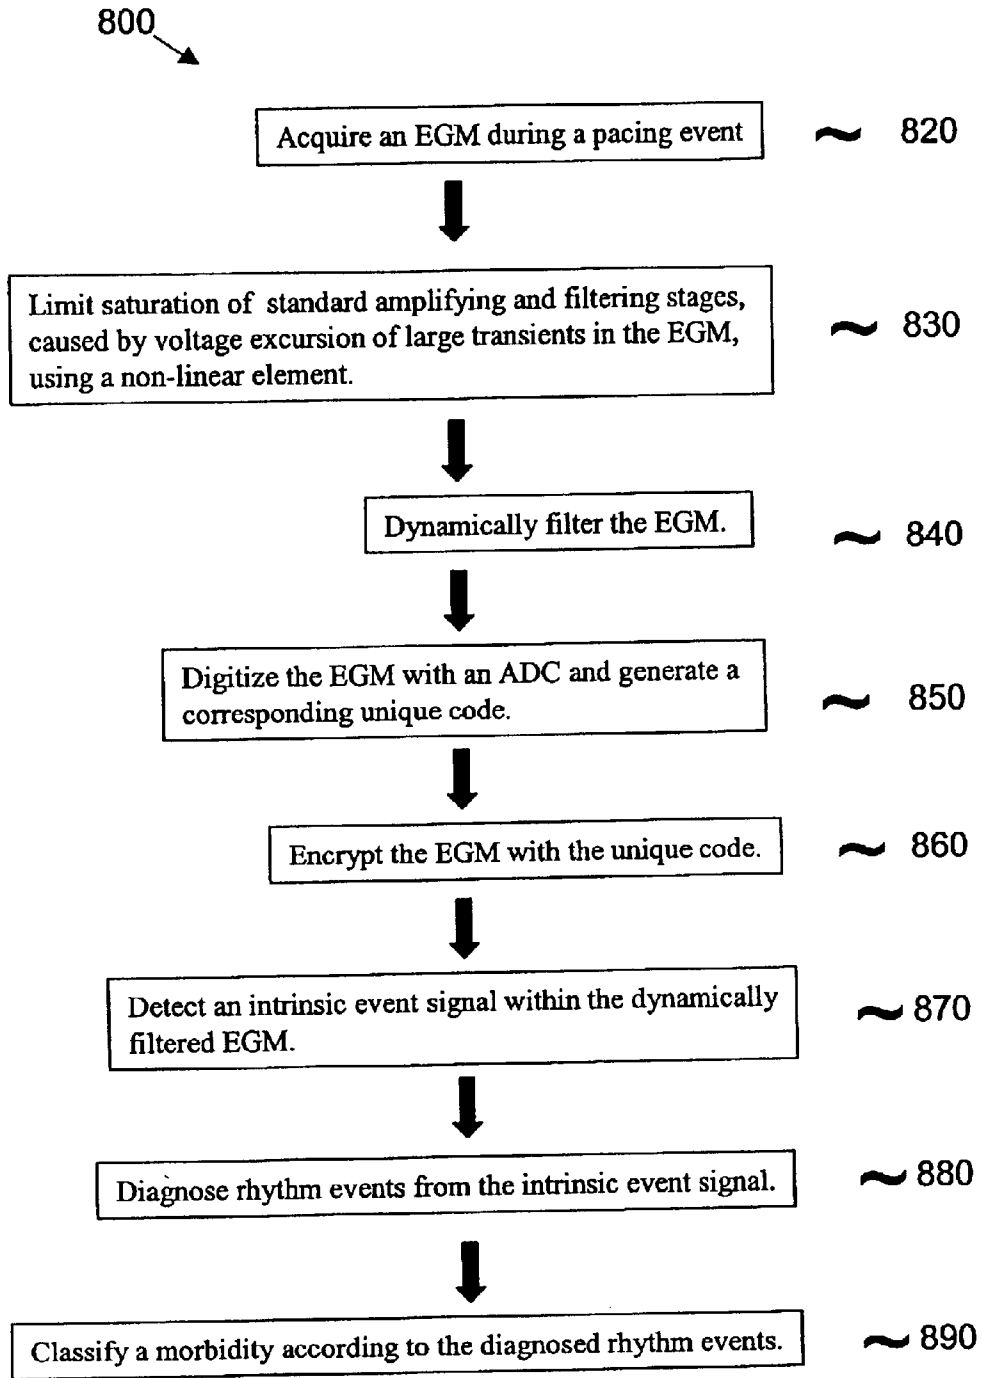 800
Acquire an EGM during a pacing event
~ 820
Limit saturation of standard amplifying and filtering stages,
caused by voltage excursion of large transients in the EGM,
using a non-linear element.
~ 830
Dynamically filter the EGM.
~ 840
Digitize the EGM with an ADC and generate a
corresponding unique code.
~ 850
Encrypt the EGM with the unique code.
~ 860
Detect an intrinsic event signal within the dynamically
filtered EGM.
~ 870
Diagnose rhythm events from the intrinsic event signal.
~ 880
Classify a morbidity according to the diagnosed rhythm events.
~ 890